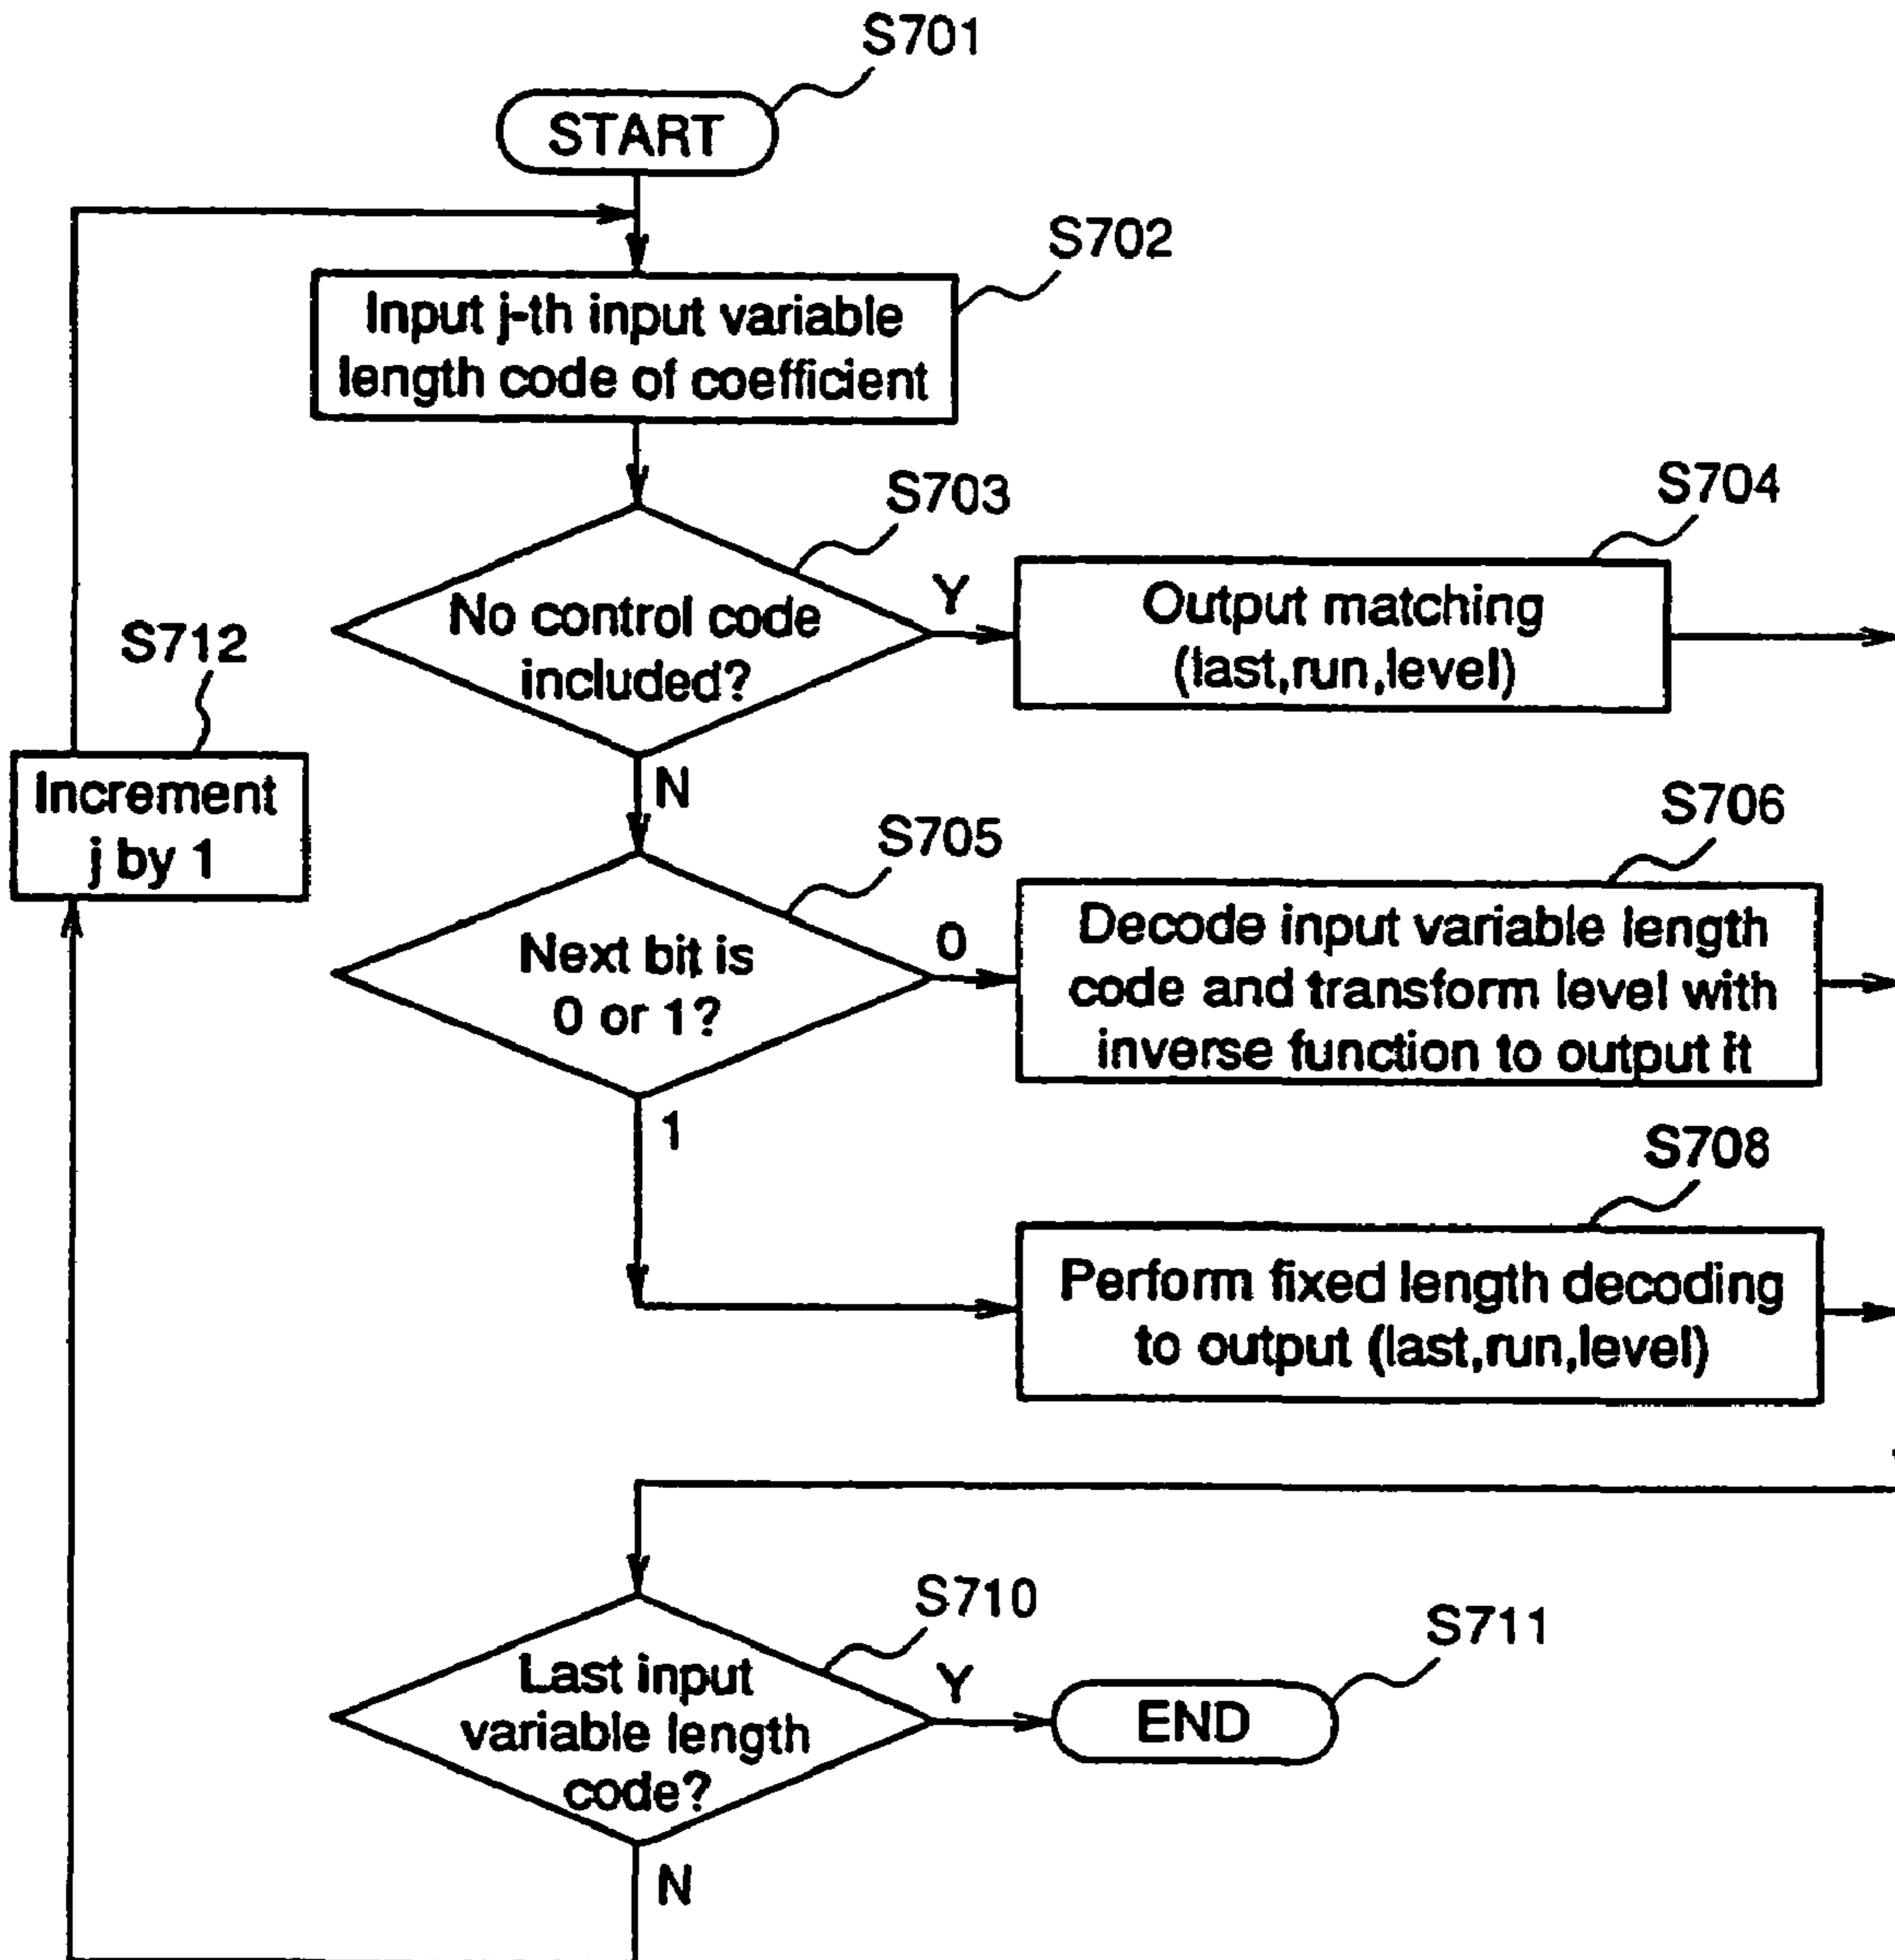 S701
START
S702
Input j-th input variable
length code of coefficient
S703
No control code
included?
Y
N
S704
Output matching
(last,run,level)
S712
Increment
j by 1
S705
Next bit is
0 or 1?
0
1
S706
Decode input variable length
code and transform level with
inverse function to output it
S708
Perform fixed length decoding
to output (last,run,level)
S710
Last input
variable length
code?
Y
N
S711
END